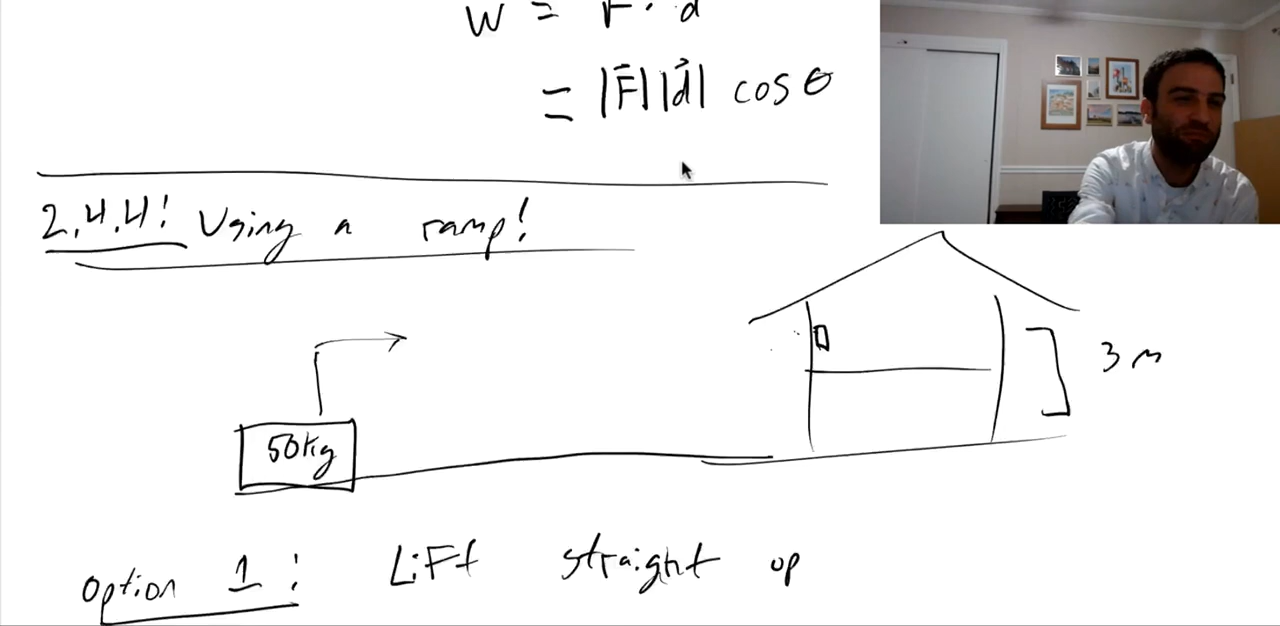 W = F · d
= |F⃗||d⃗| cos θ
2.4.4! Using a ramp!
3 m
50kg
Option 1: Lift straight up